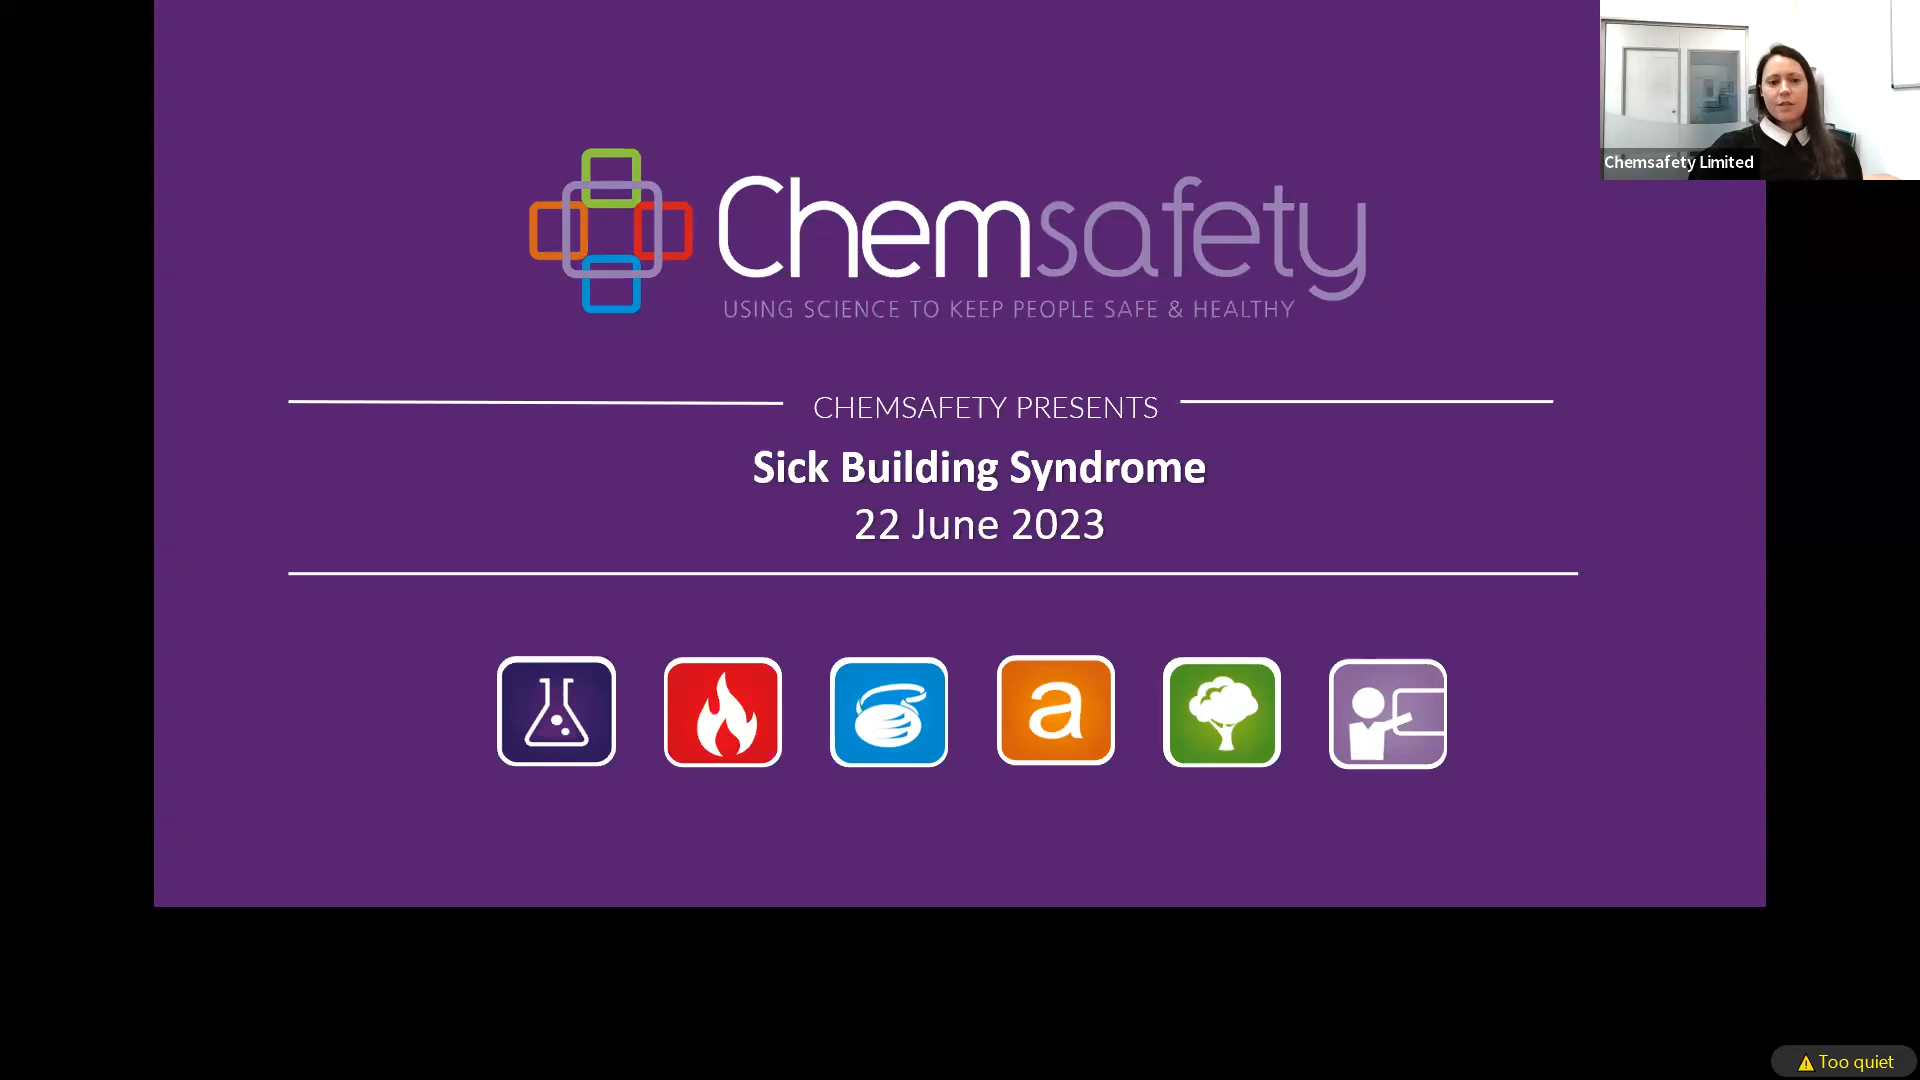 Chemsafety
USING SCIENCE TO KEEP PEOPLE SAFE & HEALTHY
CHEMSAFETY PRESENTS
Sick Building Syndrome
22 June 2023
a
Chemsafety Limited
Too quiet